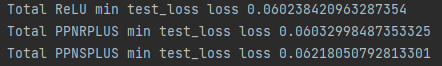 Total ReLU min test_loss loss 0.060238420963287354
Total PPNRPLUS min test_loss loss 0.06032998487353325
Total PPNSPLUS min test_loss loss 0.06218050792813301